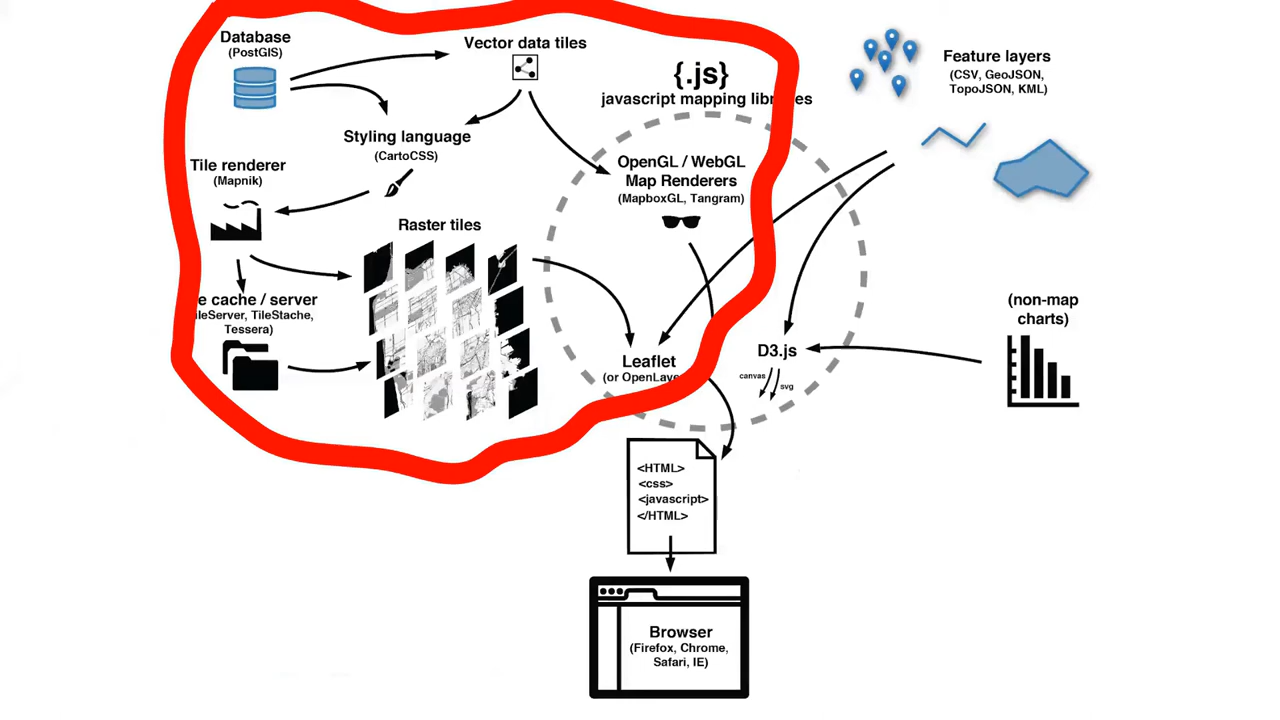 Database
(PostGIS)
Vector data tiles
{.js}
javascript mapping
Feature layers
(CSV, GeoJSON,
TopoJSON, KML)
Styling language
(CartoCSS)
Tile renderer
(Mapnik)
OpenGL / WebGL
Map Renderers
(MapboxGL, Tangram)
Raster tiles
cache / server
TileStache,
Tessera)
Leaflet
(or
D3.js
canvas
svg
(non-map
charts)
<HTML>
<css>
<javascript>
</HTML>
Browser
(Firefox, Chrome,
Safari, IE)